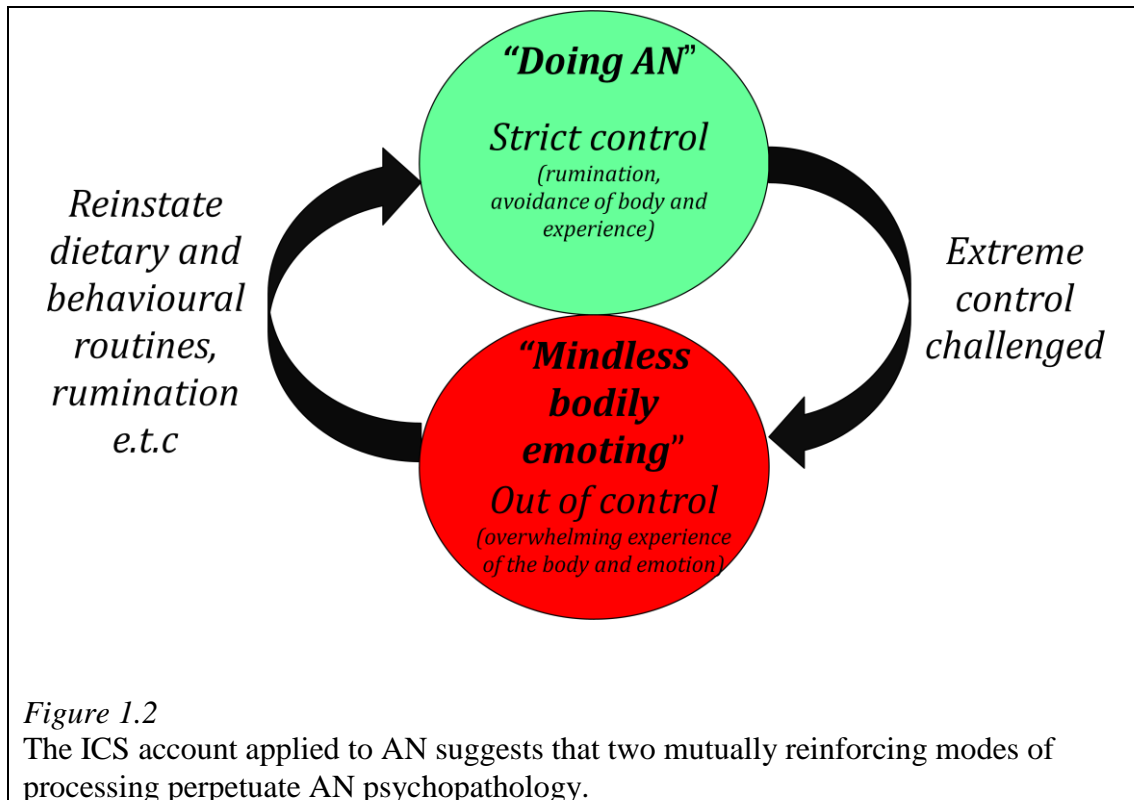 “Doing AN”
Strict control
(rumination,
avoidance of body and
experience)
Reinstate
dietary and
behavioural
routines,
rumination
e.t.c
Extreme
control
challenged
“Mindless
bodily
emoting”
Out of control
(overwhelming experience
of the body and emotion)
Figure 1.2
The ICS account applied to AN suggests that two mutually reinforcing modes of
processing perpetuate AN psychopathology.